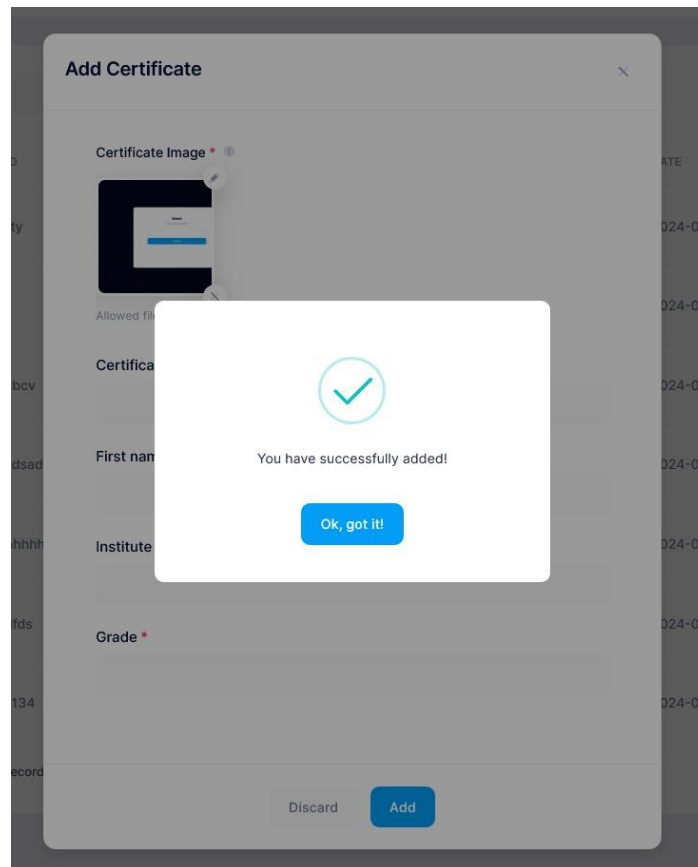 Add Certificate
Certificate Image *
ATE
ty
024-0
024-0
Allowed fil
Certifica
bcv
024-0
You have successfully added!
dsad
First nam
024-0
Ok, got it!
hhhh
Institute
024-0
fds
Grade *
024-0
134
024-0
ecord
Discard
Add